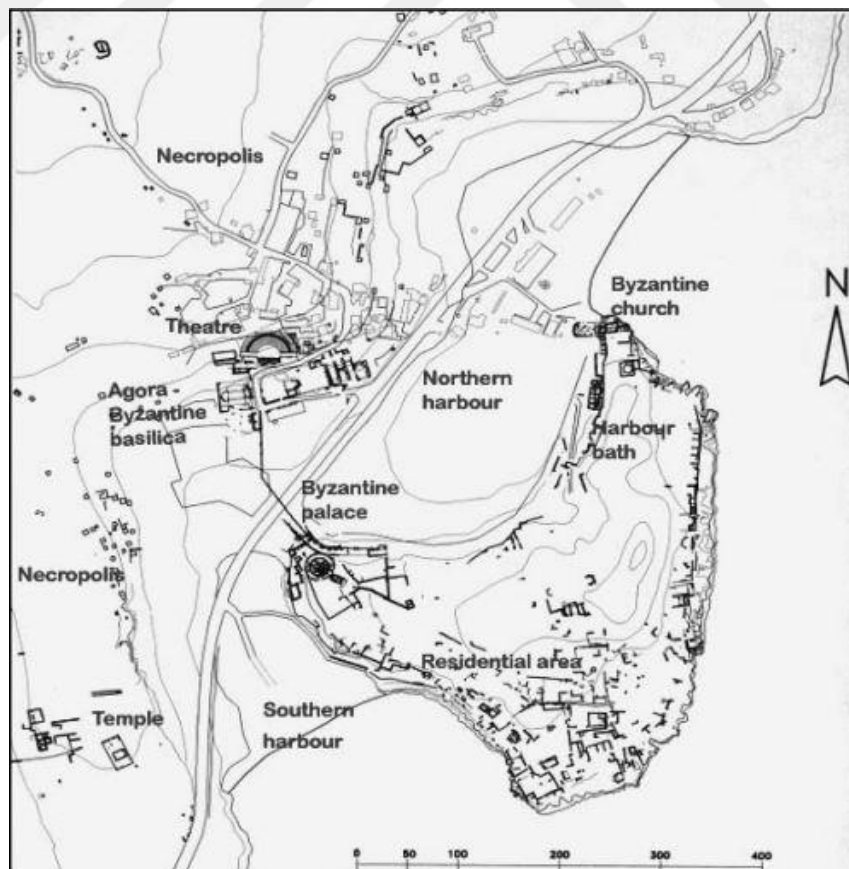 Necropolis
Byzantine
church
N
Theatre
Agora
Byzantine
basilica
Northern
harbour
Harbour
bath
Byzantine
palace
Necropolis
Residential area
Temple
Southern
harbour
0 50 100 200 300 400